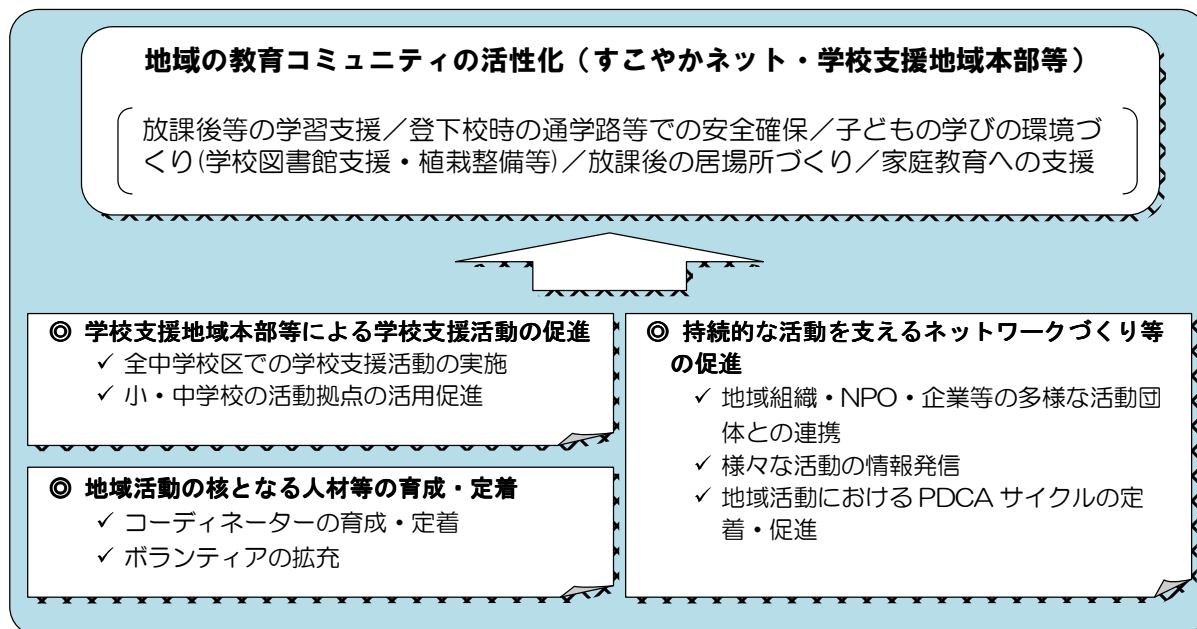 地域の教育コミュニティの活性化(すこやかネット・学校支援地域本部等)
放課後等の学習支援／登下校時の通学路等での安全確保／子どもの学びの環境づ
くり(学校図書館支援・植栽整備等)／放課後の居場所づくり／家庭教育への支援
◎ 学校支援地域本部等による学校支援活動の促進
✓ 全中学校区での学校支援活動の実施
✓ 小・中学校の活動拠点の活用促進
◎ 地域活動の核となる人材等の育成・定着
✓ コーディネーターの育成・定着
✓ ボランティアの拡充
◎ 持続的な活動を支えるネットワークづくり等
の促進
✓ 地域組織・NPO・企業等の多様な活動団
体との連携
✓ 様々な活動の情報発信
✓ 地域活動における PDCA サイクルの定
着・促進